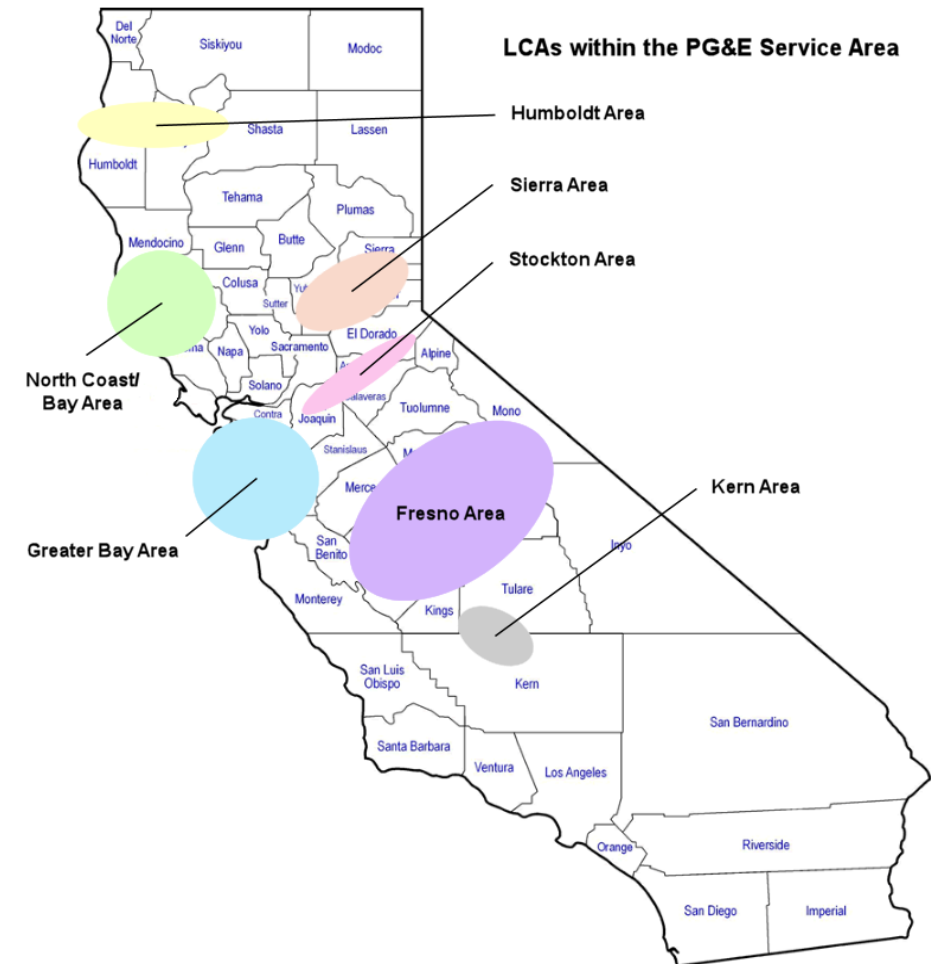 Del
Norte
Siskiyou
Modoc
LCAs within the PG&E Service Area
Humboldt Area
Shasta
Lassen
Humboldt
Sierra Area
Tehama
Plumas
Stockton Area
Mendocino
Glenn
Butte
Sierra
Colusa
Sutter
Yolo
Sacramento
El Dorado
Napa
Alpine
Solano
North Coast/
Bay Area
Contra
Joaquin
Tuolumne
Mono
Stanislaus
Fresno Area
Kern Area
Greater Bay Area
San
Benito
Inyo
Monterey
Kings
Tulare
San Luis
Obispo
Kern
San Bernardino
Santa Barbara
Ventura
Los Angeles
Orange
Riverside
San Diego
Imperial